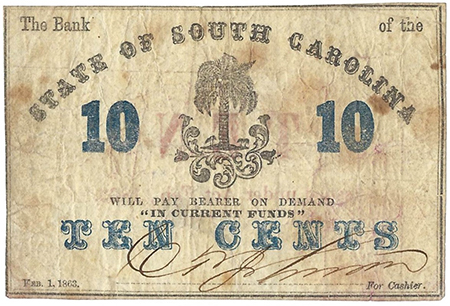 The Bank of the
STATE OF SOUTH CAROLINA
10 10
WILL PAY BEARER ON DEMAND
"IN CURRENT FUNDS"
TEN CENTS
FEB. 1. 1863. For Cashier.